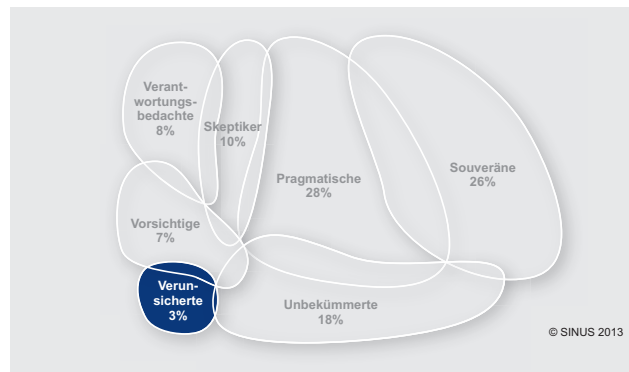 Verant-
wortungs-
bedachte
8%
Skeptiker
10%
Pragmatische
28%
Souveräne
26%
Vorsichtige
7%
Verun-
sicherte
3%
Unbekümmerte
18%
© SINUS 2013